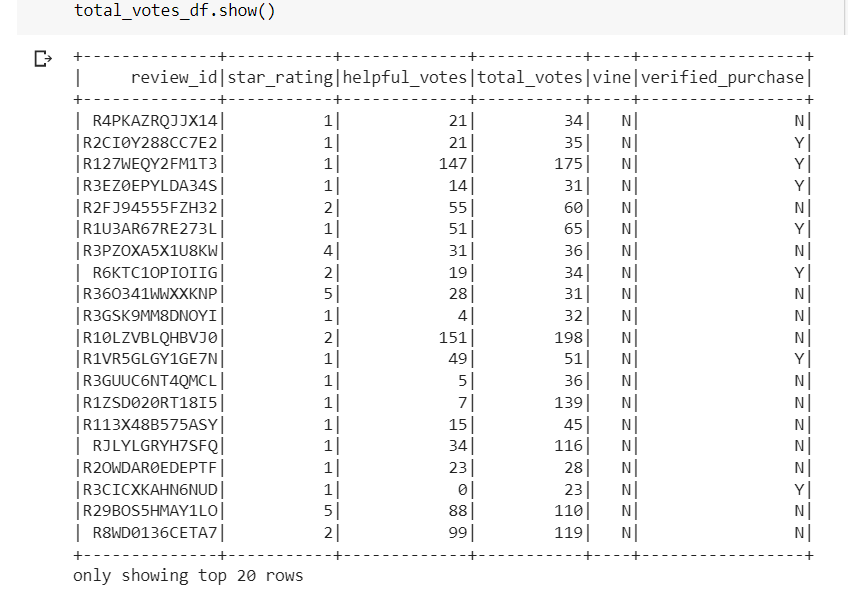 total_votes_df.show()
+--------------+-----------+-------------+-----------+----+-----------------+
|     review_id|star_rating|helpful_votes|total_votes|vine|verified_purchase|
+--------------+-----------+-------------+-----------+----+-----------------+
| R4PKAZRQJJX14|          1|           21|         34|   N|                N|
|R2CI0Y288CC7E2|          1|           21|         35|   N|                Y|
|R127WEQY2FM1T3|          1|          147|        175|   N|                Y|
|R3EZ0EPYLDA34S|          1|           14|         31|   N|                Y|
|R2FJ94555FZH32|          2|           55|         60|   N|                N|
|R1U3AR67RE273L|          1|           51|         65|   N|                Y|
|R3PZOXA5X1U8KW|          4|           31|         36|   N|                N|
| R6KTC1OPIOIIG|          2|           19|         34|   N|                Y|
|R36O341WWXXKNP|          5|           28|         31|   N|                N|
|R3GSK9MM8DNOYI|          1|            4|         32|   N|                N|
|R10LZVBLQHBVJ0|          2|          151|        198|   N|                N|
|R1VR5GLGY1GE7N|          1|           49|         51|   N|                Y|
|R3GUUC6NT4QMCL|          1|            5|         36|   N|                N|
|R1ZSD020RT18I5|          1|            7|        139|   N|                N|
|R113X48B575ASY|          1|           15|         45|   N|                N|
| RJLYLGRYH7SFQ|          1|           34|        116|   N|                N|
|R2OWDAR0EDEPTF|          1|           23|         28|   N|                N|
|R3CICXKAHN6NUD|          1|            0|         23|   N|                Y|
|R29BOS5HMAY1LO|          5|           88|        110|   N|                N|
| R8WD0136CETA7|          2|           99|        119|   N|                N|
+--------------+-----------+-------------+-----------+----+-----------------+
only showing top 20 rows